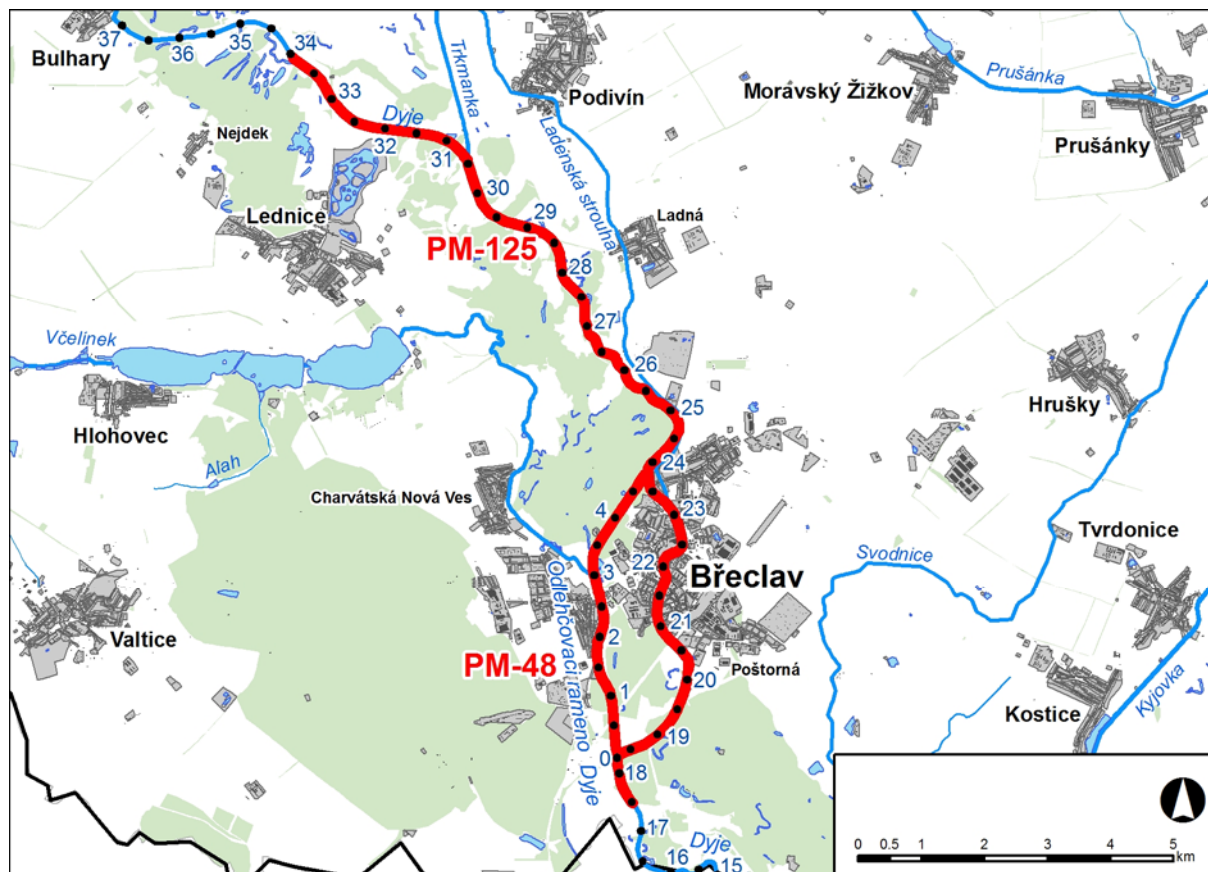 37
36
35
34
Bulhary
Trkmanka
Podivín
Moravský Žižkov
Prušánka
Prušánky
33
Dyje
Nejdek
32
31
Ladenská strouha
30
Lednice
29
Ladná
PM-125
28
27
Včelínek
26
Hrušky
25
Hlohovec
Alah
24
Charvátská Nová Ves
4
23
Tvrdonice
Svodnice
22
3
Břeclav
Odlehčovací rameno Dyje
21
2
Valtice
PM-48
Poštorná
20
1
Kostice
Kyjovka
19
0
18
17
Dyje
16
15
0 0.5 1 2 3 4 5
km